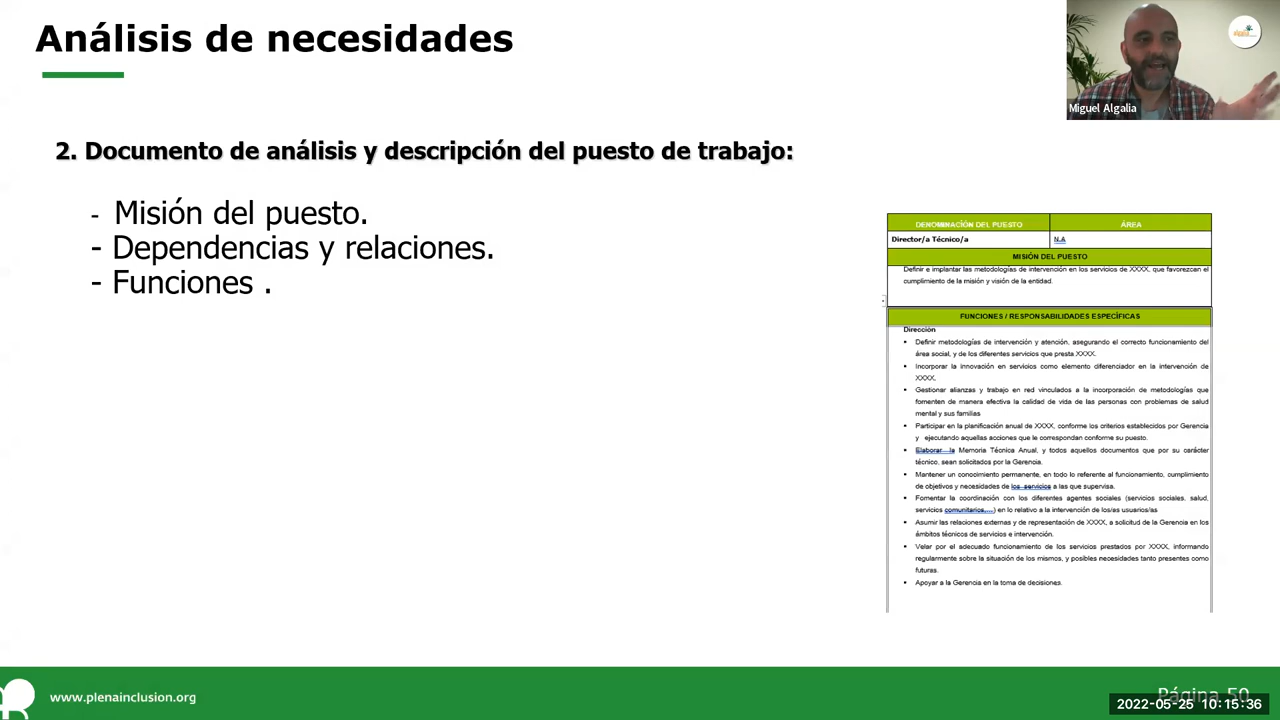 Análisis de necesidades
Miguel Algalia
2. Documento de análisis y descripción del puesto de trabajo:
- Misión del puesto.
- Dependencias y relaciones.
- Funciones .
DENOMINACIÓN DEL PUESTO ÁREA
Director/a Técnico/a N.A
MISIÓN DEL PUESTO
Definir e implantar las metodologías de intervención en los servicios de XXXX, que favorezcan el
cumplimiento de la misión y visión de la entidad.
FUNCIONES / RESPONSABILIDADES ESPECÍFICAS
Dirección
• Definir metodologías de intervención y atención, asegurando el correcto funcionamiento del
área social, y de los diferentes servicios que presta XXXX.
• Incorporar la innovación en servicios como elemento diferenciador en la intervención de
XXXX.
• Gestionar alianzas y trabajo en red vinculados a la incorporación de metodologías que
fomenten de manera efectiva la calidad de vida de las personas con problemas de salud
mental y sus familias
• Participar en la planificación anual de XXXX, conforme los criterios establecidos por Gerencia
y ejecutando aquellas acciones que le correspondan conforme su puesto.
• Elaborar la Memoria Técnica Anual, y todos aquellos documentos que por su carácter
técnico, sean solicitados por la Gerencia.
• Mantener un conocimiento permanente, en todo lo referente al funcionamiento, cumplimiento
de objetivos y necesidades de los servicios a las que supervisa.
• Fomentar la coordinación con los diferentes agentes sociales (servicios sociales, salud,
servicios comunitarios,...) en lo relativo a la intervención de los/as usuarios/as
• Asumir las relaciones externas y de representación de XXXX, a solicitud de la Gerencia en los
ámbitos técnicos de servicios e intervención.
• Velar por el adecuado funcionamiento de los servicios prestados por XXXX, informando
regularmente sobre la situación de los mismos, y posibles necesidades tanto presentes como
futuras.
• Apoyar a la Gerencia en la toma de decisiones.
www.plenainclusion.org
Página 50
2022-05-25 10:15:36